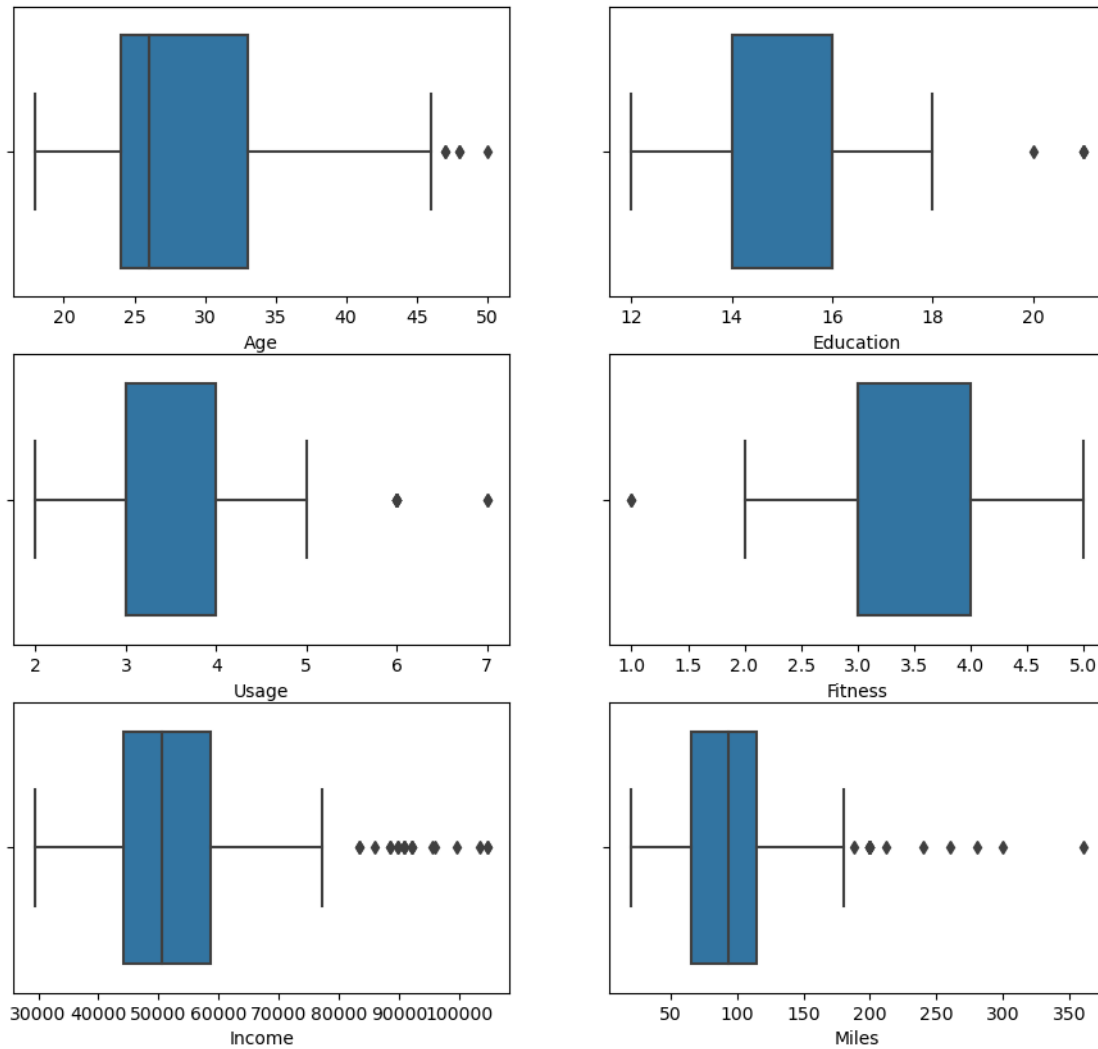 20 25 30 35 40 45 50
Age
12 14 16 18 20
Education
2 3 4 5 6 7
Usage
1.0 1.5 2.0 2.5 3.0 3.5 4.0 4.5 5.0
Fitness
30000 40000 50000 60000 70000 80000 90000 100000
Income
50 100 150 200 250 300 350
Miles